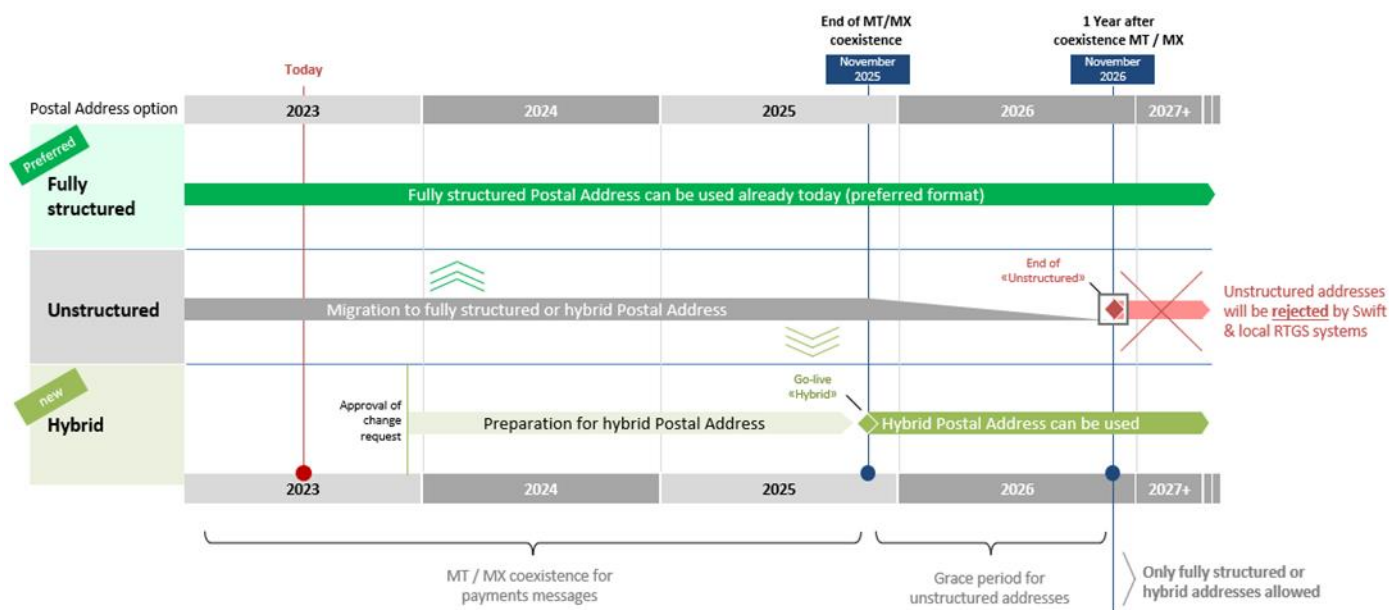 End of MT/MX
coexistence
November
2025
1 Year after
coexistence MT / MX
November
2026
Today
Postal Address option
2023
2024
2025
2026
2027+
Preferred
Fully
structured
Fully structured Postal Address can be used already today (preferred format)
Unstructured
Migration to fully structured or hybrid Postal Address
End of
«Unstructured»
Unstructured addresses
will be rejected by Swift
& local RTGS systems
new
Hybrid
Approval of
change
request
Preparation for hybrid Postal Address
Go-live
«Hybrid»
Hybrid Postal Address can be used
2023
2024
2025
2026
2027+
MT / MX coexistence for
payments messages
Grace period for
unstructured addresses
Only fully structured or
hybrid addresses allowed